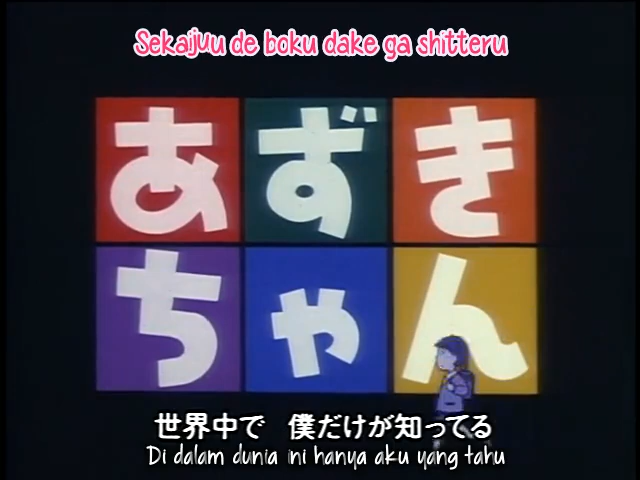 Sekaijuu de boku dake ga shitteru
あずき
ちゃん
世界中で 僕だけが知ってる
Di dalam dunia ini hanya aku yang tahu